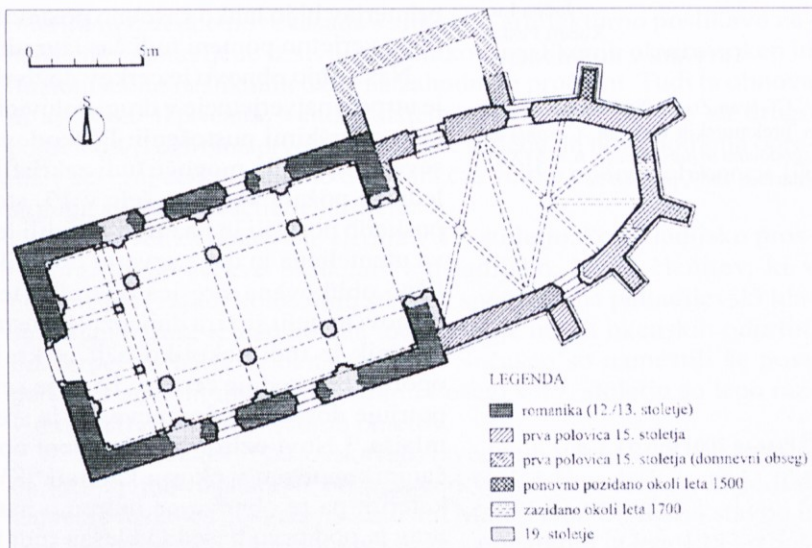 0 5m
S
LEGENDA
romanika (12./13. stoletje)
prva polovica 15. stoletja
prva polovica 15. stoletja (domnevni obseg)
ponovno pozidano okoli leta 1500
zazidano okoli leta 1700
19. stoletje